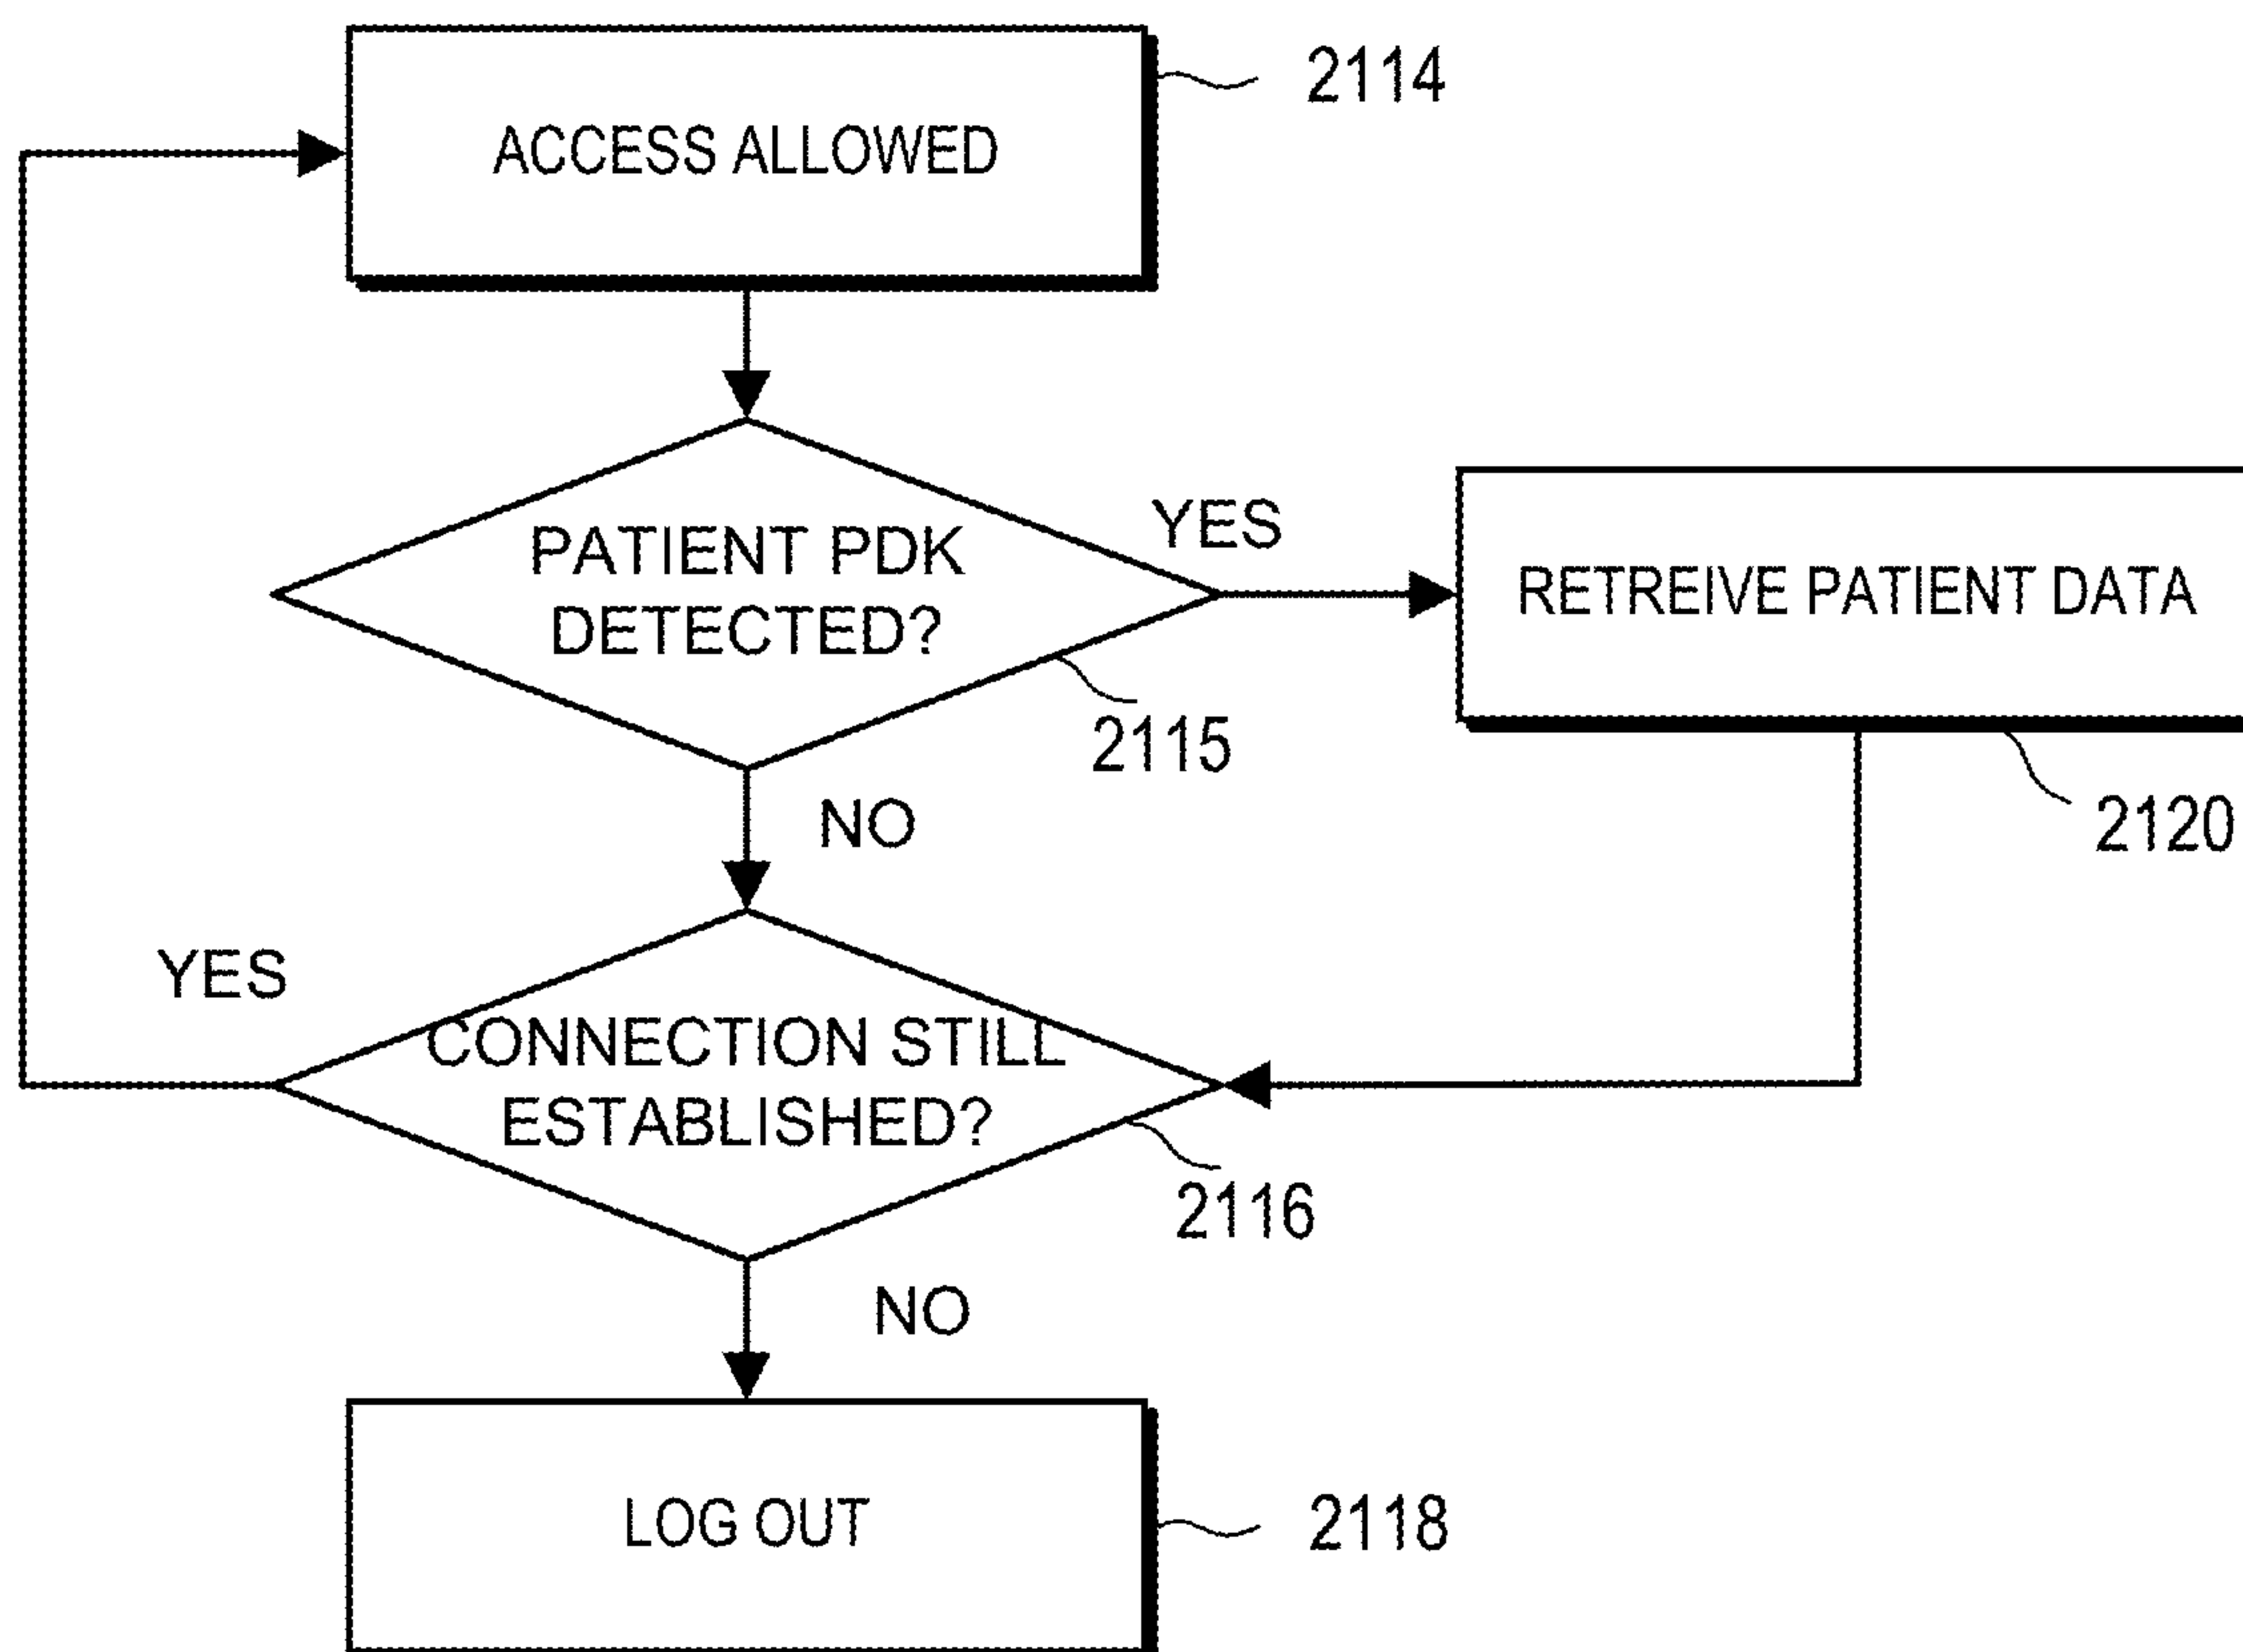 2114
ACCESS ALLOWED
YES
PATIENT PDK
DETECTED?
RETREIVE PATIENT DATA
2115
2120
NO
YES
CONNECTION STILL
ESTABLISHED?
2116
NO
LOG OUT
2118